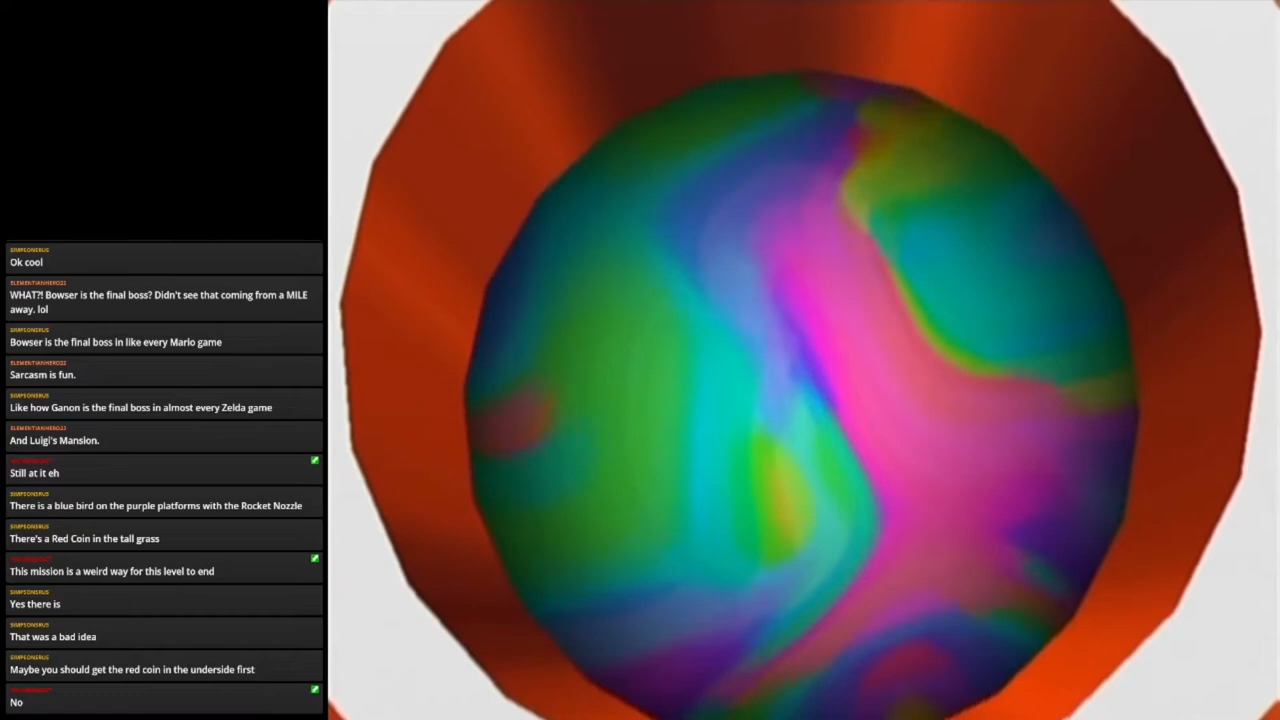 SIMPSONSRUS
Ok cool
ELEMENTIANHERO22
WHAT?! Bowser is the final boss? Didn't see that coming from a MILE
away. lol
SIMPSONSRUS
Bowser is the final boss in like every Mario game
ELEMENTIANHERO22
Sarcasm is fun.
SIMPSONSRUS
Like how Ganon is the final boss in almost every Zelda game
ELEMENTIANHERO22
And Luigi's Mansion.
Still at it eh
SIMPSONSRUS
There is a blue bird on the purple platforms with the Rocket Nozzle
SIMPSONSRUS
There's a Red Coin in the tall grass
This mission is a weird way for this level to end
SIMPSONSRUS
Yes there is
SIMPSONSRUS
That was a bad idea
SIMPSONSRUS
Maybe you should get the red coin in the underside first
No